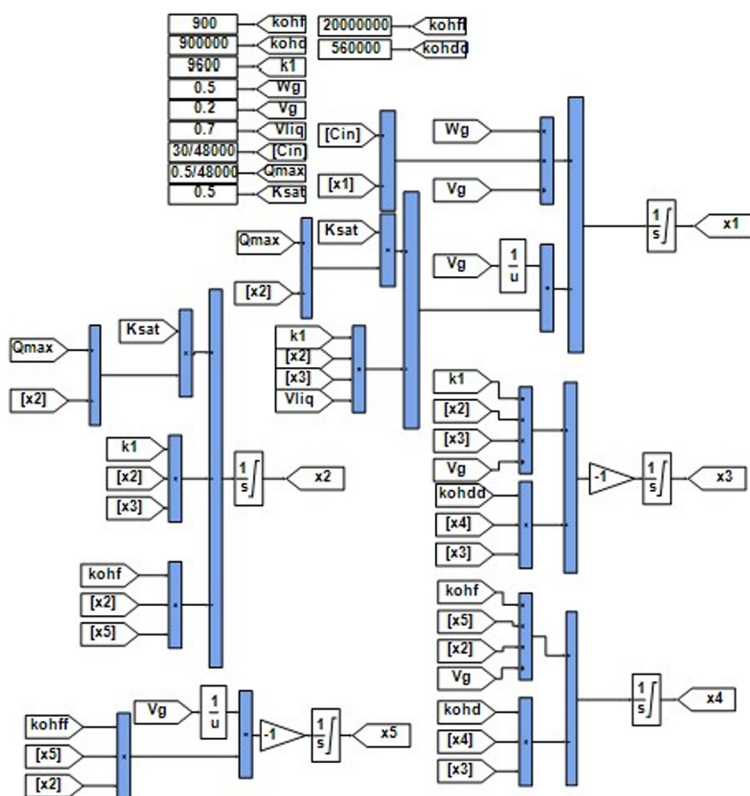 900 kohf
900000 kohd
9600 k1
0.5 Wg
0.2 Vg
0.7 Vliq
30/48000 [Cin]
0.5/48000 Qmax
0.5 Ksat
20000000 kohff
560000 kohdd
[Cin]
[x1]
Wg
Vg
Vg
1
u
1
s
x1
Qmax
[x2]
Ksat
k1
[x2]
[x3]
Vliq
Qmax
[x2]
Ksat
k1
[x2]
[x3]
kohf
[x2]
[x5]
1
s
x2
k1
[x2]
[x3]
Vg
kohdd
[x4]
[x3]
-1
1
s
x3
kohf
[x5]
[x2]
Vg
kohd
[x4]
[x3]
1
s
x4
Vg
1
u
kohff
[x5]
[x2]
-1
1
s
x5